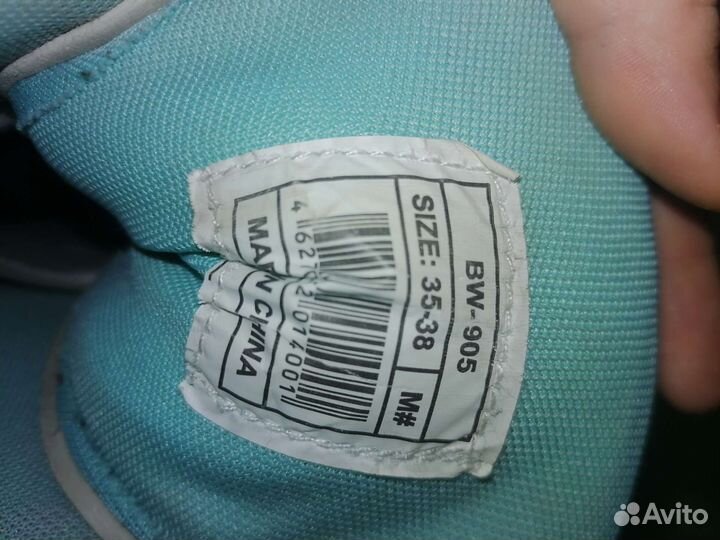 BW-905
SIZE: 35-38 M#
MADE IN CHINA
Avito